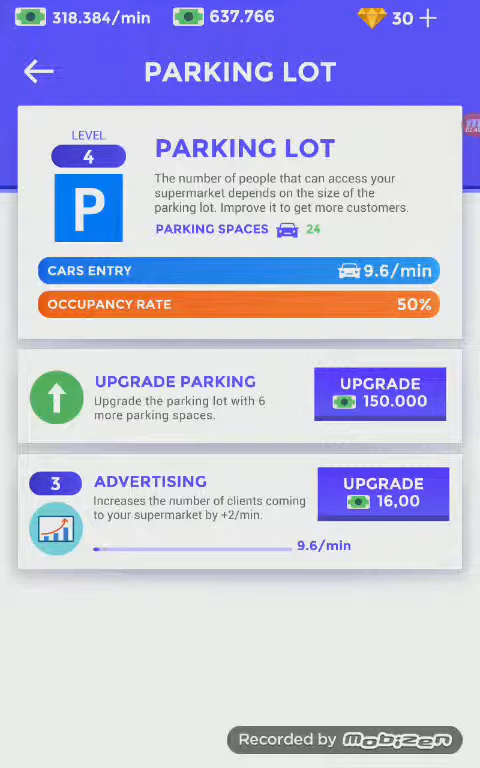 318.384/min 637.766 30 +
PARKING LOT
LEVEL
4
P
PARKING LOT
The number of people that can access your
supermarket depends on the size of the
parking lot. Improve it to get more customers.
PARKING SPACES 24
CARS ENTRY 9.6/min
OCCUPANCY RATE 50%
UPGRADE PARKING
Upgrade the parking lot with 6
more parking spaces.
UPGRADE
150.000
3
ADVERTISING
Increases the number of clients coming
to your supermarket by +2/min.
9.6/min
UPGRADE
16,00
Recorded by Mobizen